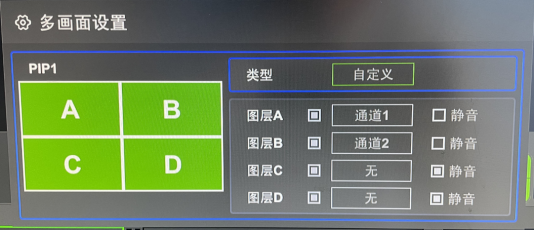 多画面设置
PIP1
A B
C D
类型 自定义
图层A 通道1 静音
图层B 通道2 静音
图层C 无 静音
图层D 无 静音